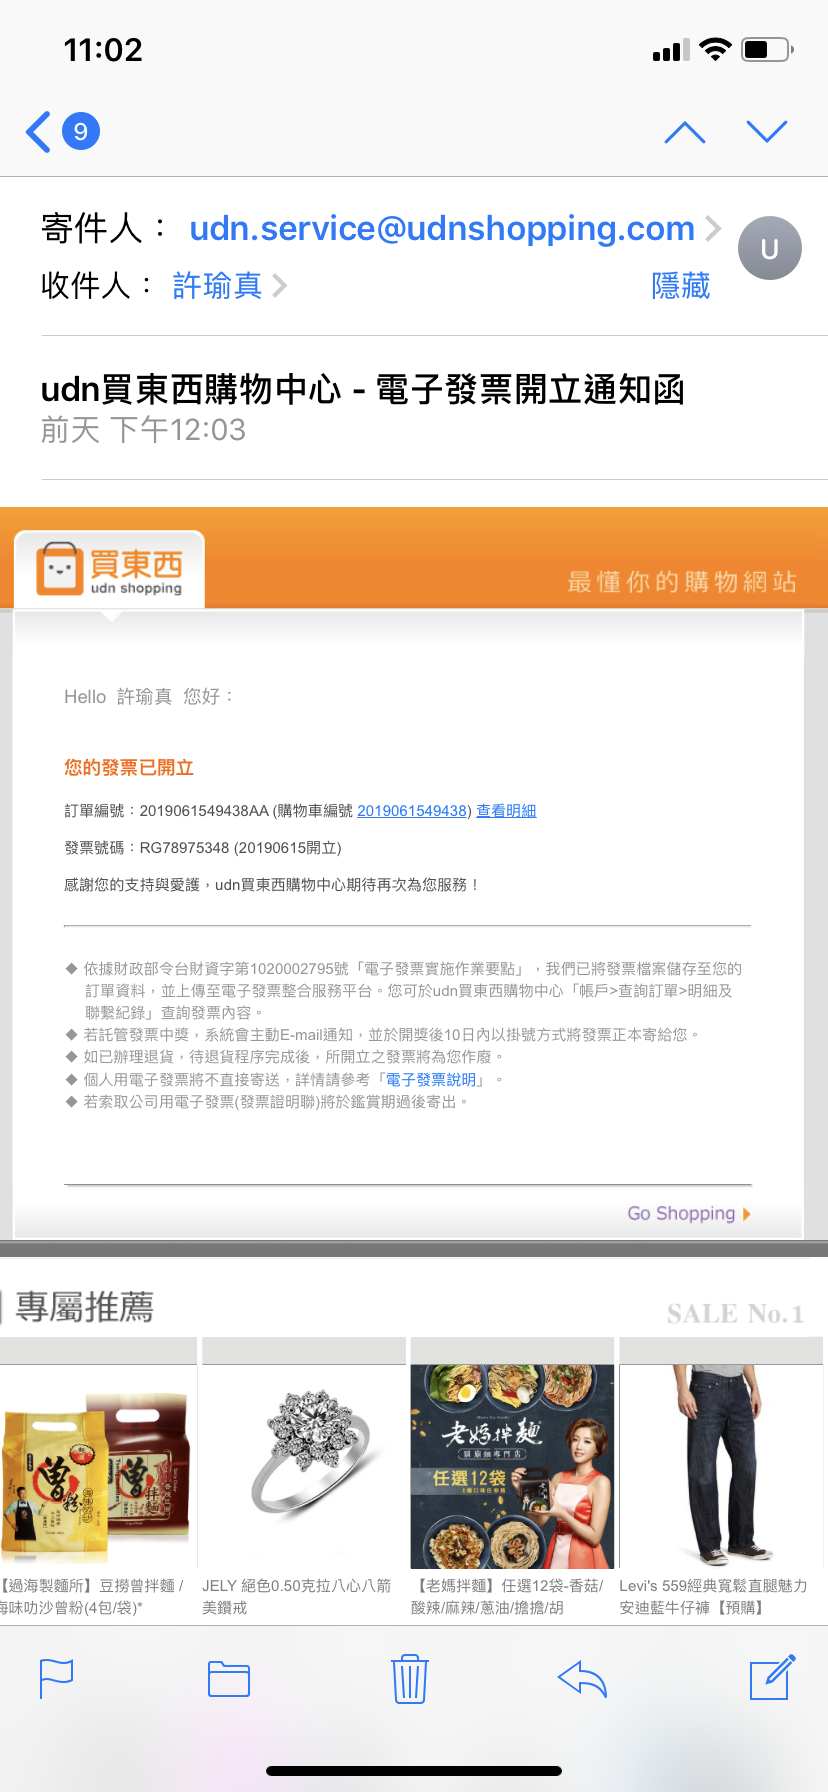 11:02
9
寄件人： udn.service@udnshopping.com
U
收件人： 許瑜真
隱藏
udn買東西購物中心 - 電子發票開立通知函
前天 下午12:03
買東西
udn shopping
最懂你的購物網站
Hello 許瑜真 您好：
您的發票已開立
訂單編號：2019061549438AA (購物車編號 2019061549438) 查看明細
發票號碼：RG78975348 (20190615開立)
感謝您的支持與愛護，udn買東西購物中心期待再次為您服務！
◆ 依據財政部令台財資字第1020002795號「電子發票實施作業要點」，我們已將發票檔案儲存至您的
訂單資料，並上傳至電子發票整合服務平台。您可於udn買東西購物中心「帳戶>查詢訂單>明細及
聯繫紀錄」查詢發票內容。
◆ 若託管發票中獎，系統會主動E-mail通知，並於開獎後10日內以掛號方式將發票正本寄給您。
◆ 如已辦理退貨，待退貨程序完成後，所開立之發票將為您作廢。
◆ 個人用電子發票將不直接寄送，詳情請參考「電子發票說明」。
◆ 若索取公司用電子發票(發票證明聯)將於鑑賞期過後寄出。
Go Shopping
專屬推薦
SALE No.1
老媽拌麵
任選12袋
【過海製麵所】豆撈曾拌麵 /
海味叻沙曾粉(4包/袋)*
JELY 絕色0.50克拉八心八箭
美鑽戒
【老媽拌麵】任選12袋-香菇/
酸辣/麻辣/蔥油/擔擔/胡
Levi's 559經典寬鬆直腿魅力
安迪藍牛仔褲【預購】